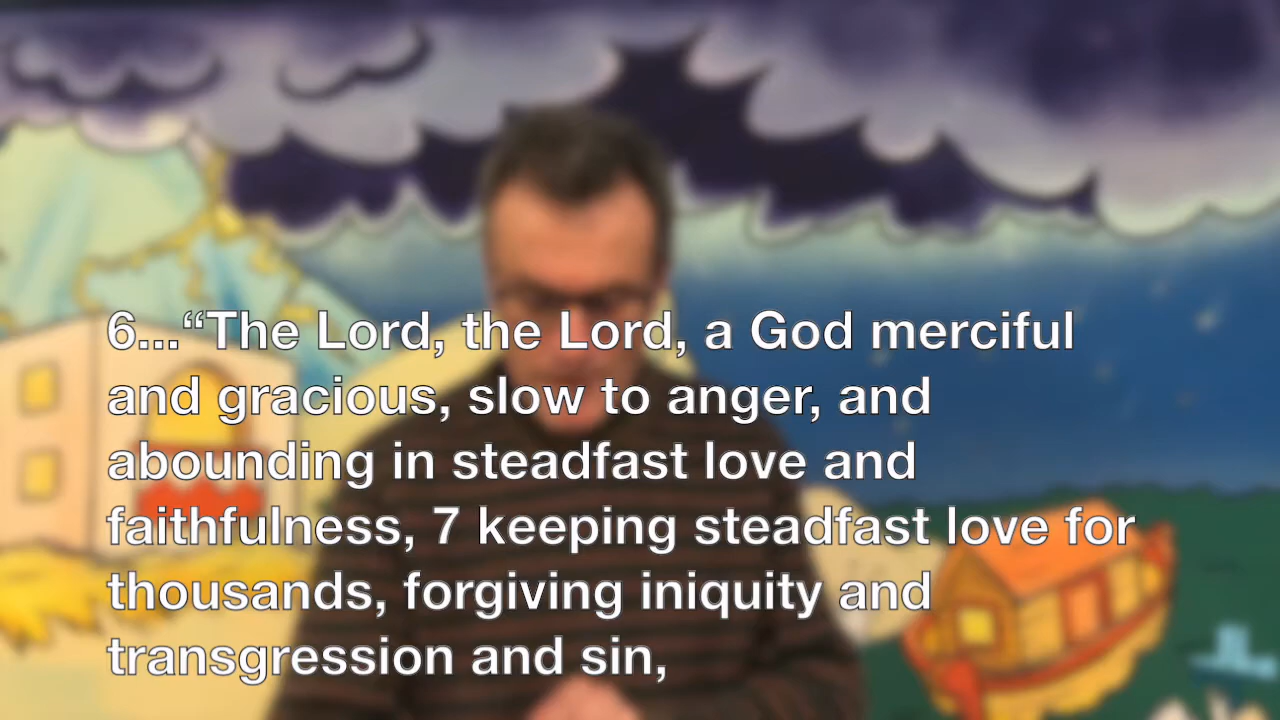 6...“The Lord, the Lord, a God merciful
and gracious, slow to anger, and
abounding in steadfast love and
faithfulness, 7 keeping steadfast love for
thousands, forgiving iniquity and
transgression and sin,